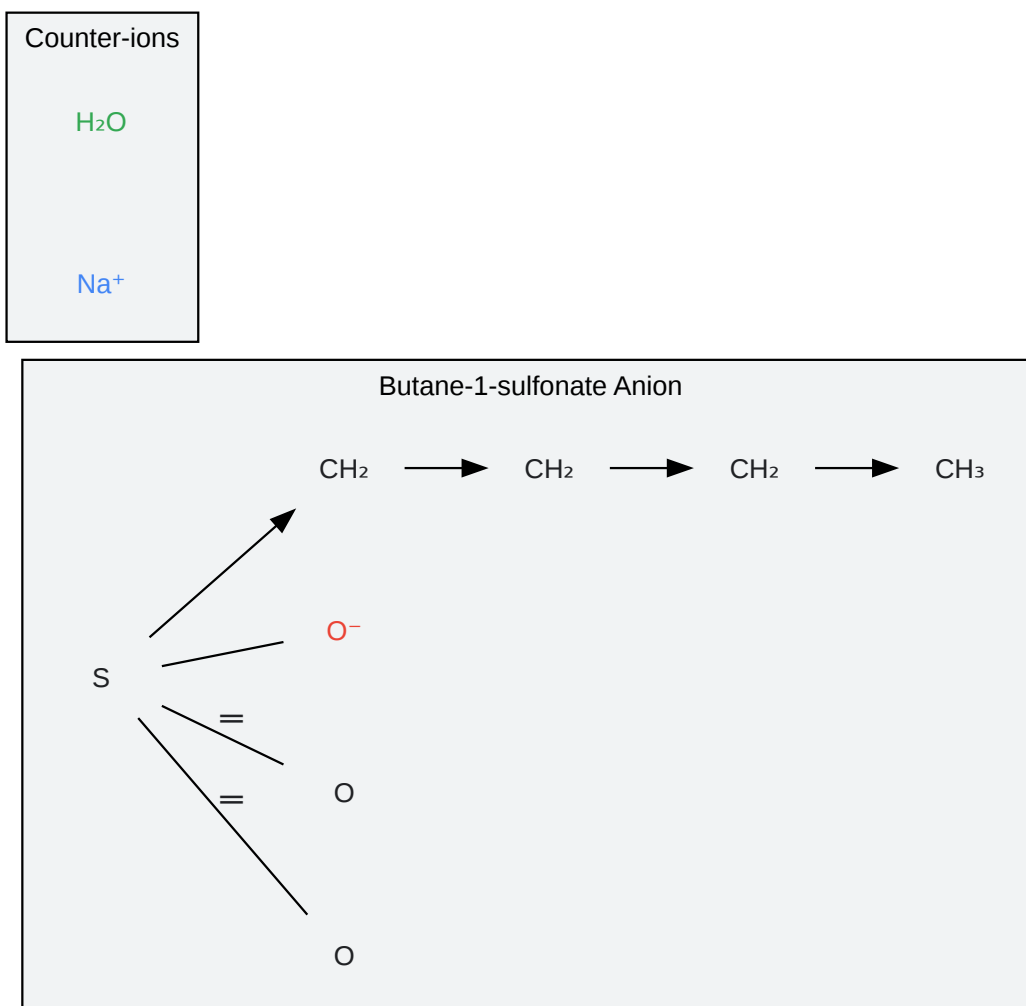 Counter-ions
H₂O
Na⁺
Butane-1-sulfonate Anion
CH₂ CH₂ CH₂ CH₃
O⁻
S
═
O
═
O